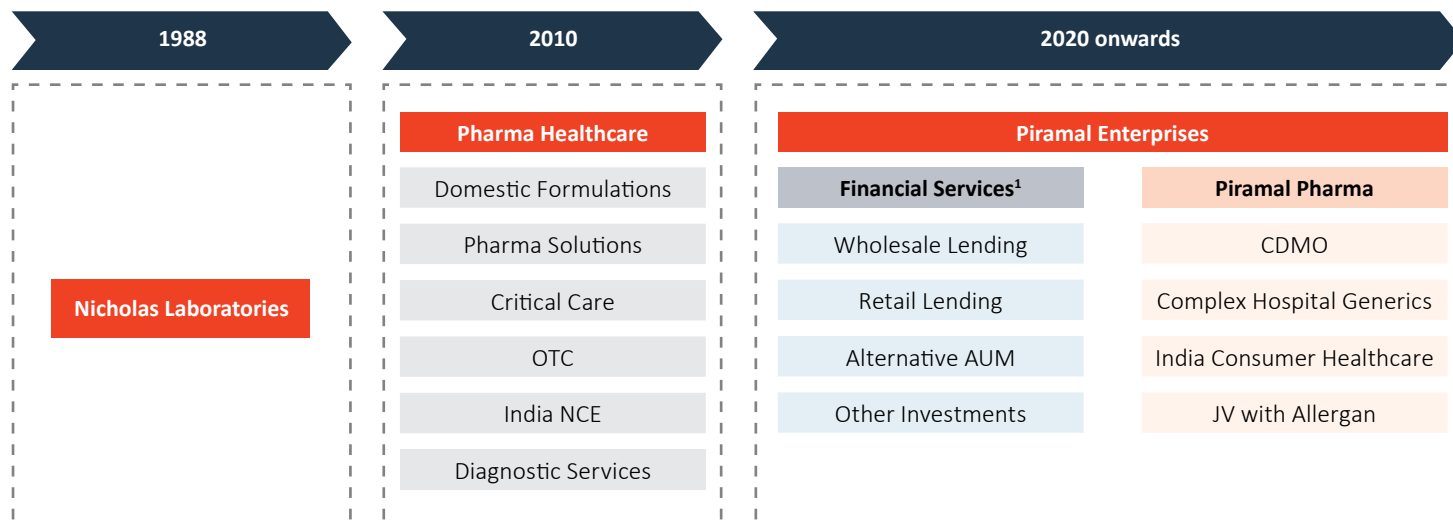 1988
2010
2020 onwards
Nicholas Laboratories
Pharma Healthcare
Domestic Formulations
Pharma Solutions
Critical Care
OTC
India NCE
Diagnostic Services
Piramal Enterprises
Financial Services¹
Wholesale Lending
Retail Lending
Alternative AUM
Other Investments
Piramal Pharma
CDMO
Complex Hospital Generics
India Consumer Healthcare
JV with Allergan